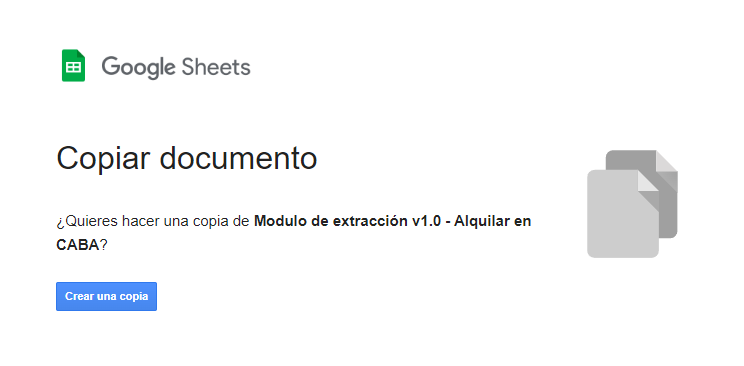 Google Sheets
Copiar documento
¿Quieres hacer una copia de Modulo de extracción v1.0 - Alquilar en
CABA?
Crear una copia